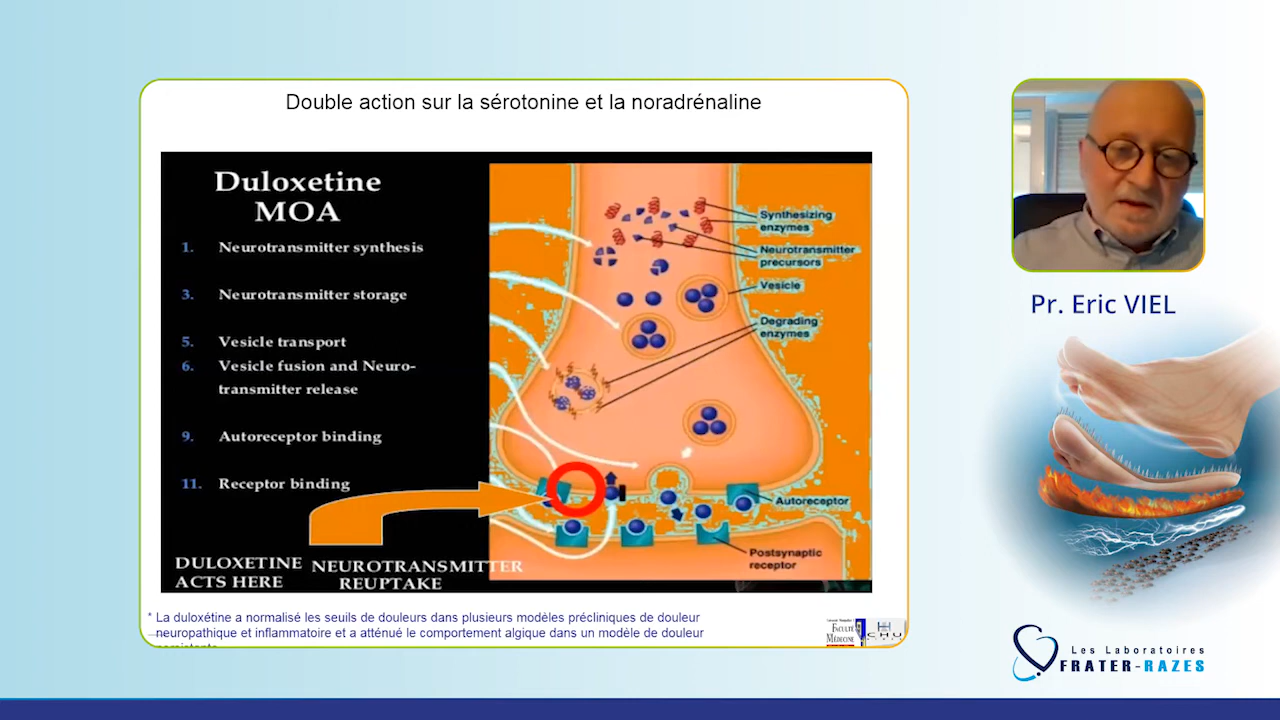 Double action sur la sérotonine et la noradrénaline
Duloxetine
MOA
1. Neurotransmitter synthesis
3. Neurotransmitter storage
5. Vesicle transport
6. Vesicle fusion and Neuro-
transmitter release
9. Autoreceptor binding
11. Receptor binding
DULOXETINE
ACTS HERE
NEUROTRANSMITTER
REUPTAKE
Synthesizing
enzymes
Neurotransmitter
precursors
Vesicle
Degrading
enzymes
Autoreceptor
Postsynaptic
receptor
* La duloxétine a normalisé les seuils de douleurs dans plusieurs modèles précliniques de douleur
neuropathique et inflammatoire et a atténué le comportement algique dans un modèle de douleur
FACULTÉ
MÉDECINE
CHU
Pr. Eric VIEL
Les Laboratoires
FRATER-RAZES